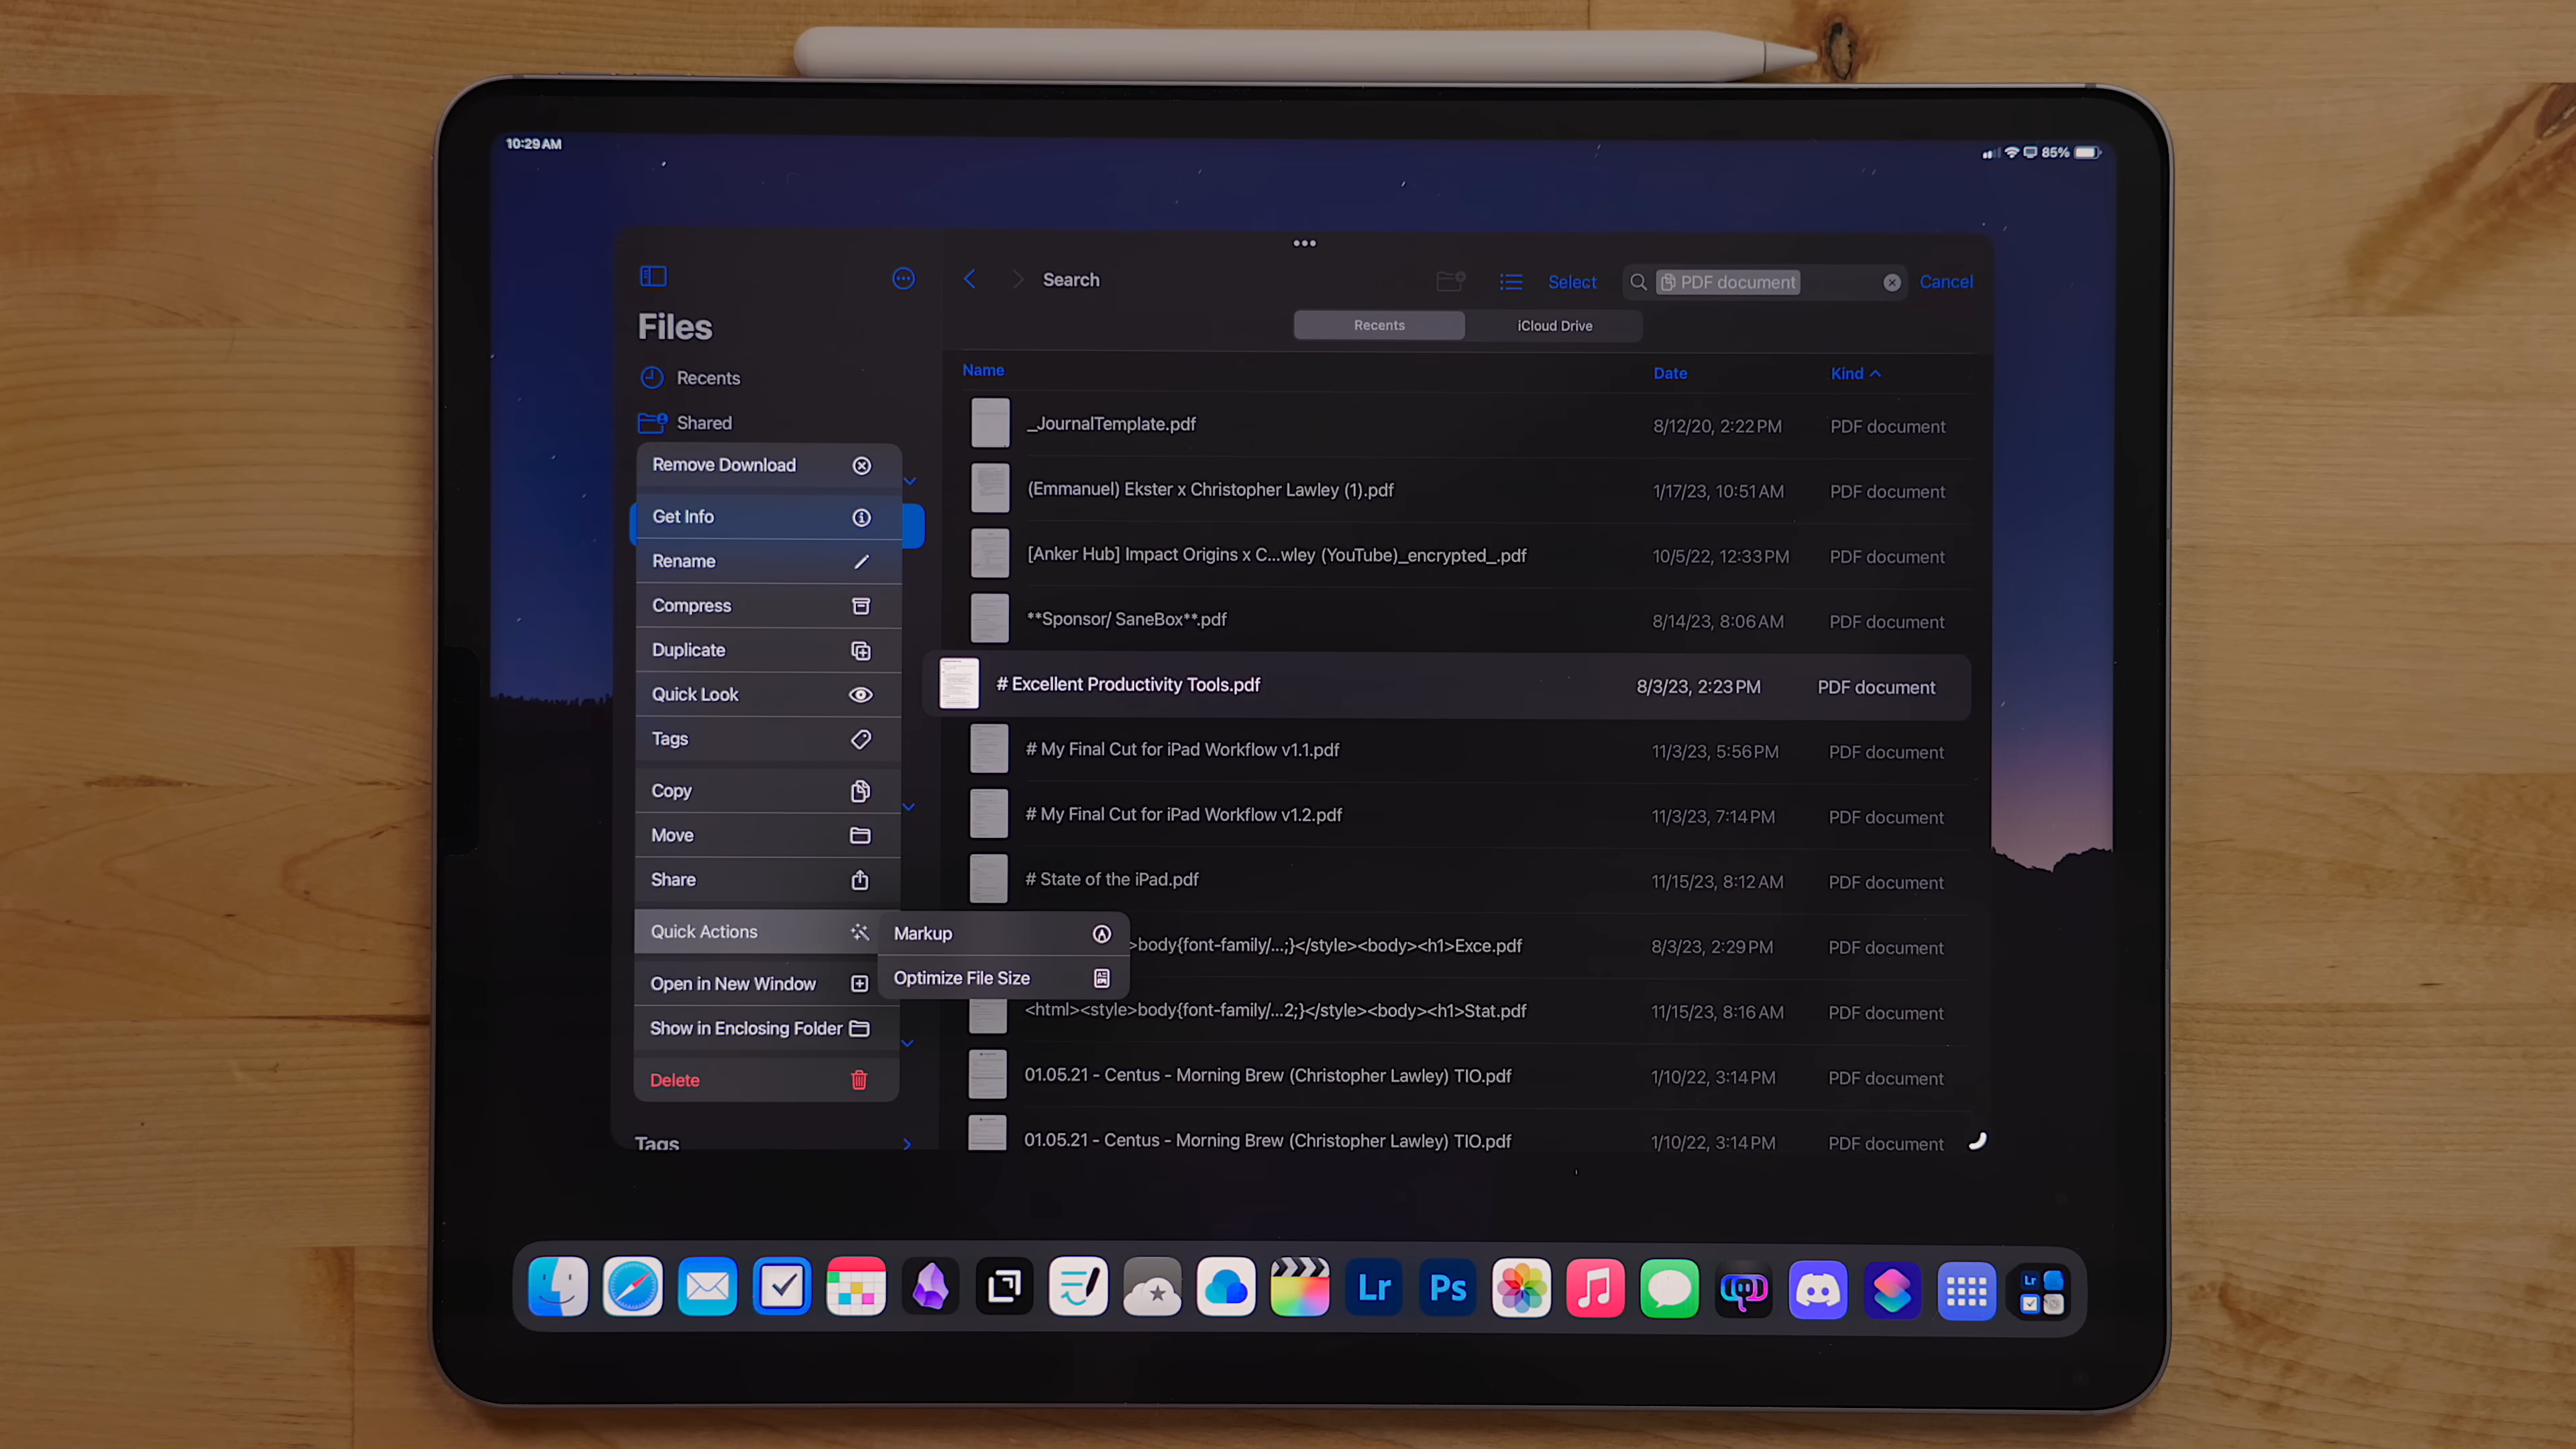 10:29 AM
85%
Files
Search
Select
PDF document
Cancel
Recents
iCloud Drive
Recents
Shared
Name
Date
Kind
_JournalTemplate.pdf
8/12/20, 2:22 PM
PDF document
(Emmanuel) Ekster x Christopher Lawley (1).pdf
1/17/23, 10:51 AM
PDF document
[Anker Hub] Impact Origins x C...wley (YouTube)_encrypted_.pdf
10/5/22, 12:33 PM
PDF document
**Sponsor/ SaneBox**.pdf
8/14/23, 8:06 AM
PDF document
# Excellent Productivity Tools.pdf
8/3/23, 2:23 PM
PDF document
# My Final Cut for iPad Workflow v1.1.pdf
11/3/23, 5:56 PM
PDF document
# My Final Cut for iPad Workflow v1.2.pdf
11/3/23, 7:14 PM
PDF document
# State of the iPad.pdf
11/15/23, 8:12 AM
PDF document
>body{font-family/...;}</style><body><h1>Exce.pdf
8/3/23, 2:29 PM
PDF document
<html><style>body{font-family/...2;}</style><body><h1>Stat.pdf
11/15/23, 8:16 AM
PDF document
01.05.21 - Centus - Morning Brew (Christopher Lawley) TIO.pdf
1/10/22, 3:14 PM
PDF document
01.05.21 - Centus - Morning Brew (Christopher Lawley) TIO.pdf
1/10/22, 3:14 PM
PDF document
Remove Download
Get Info
Rename
Compress
Duplicate
Quick Look
Tags
Copy
Move
Share
Quick Actions
Markup
Optimize File Size
Open in New Window
Show in Enclosing Folder
Delete
Tags
Lr
Ps
Lr